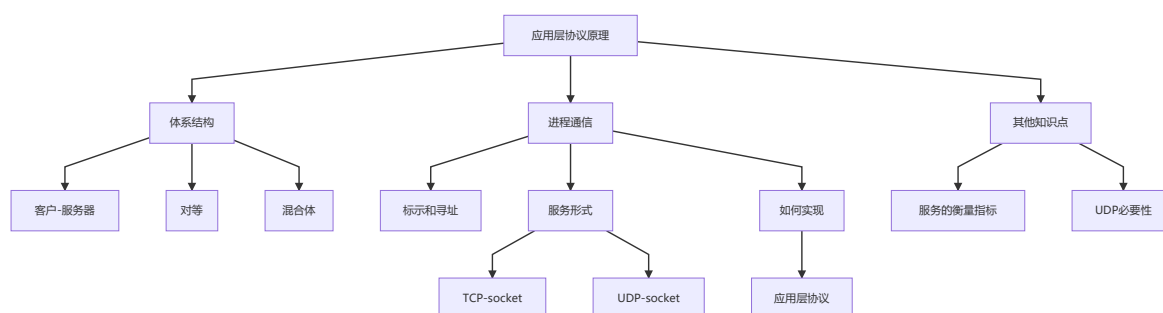 应用层协议原理
体系结构
进程通信
其他知识点
客户-服务器
对等
混合体
标示和寻址
服务形式
如何实现
服务的衡量指标
UDP必要性
TCP-socket
UDP-socket
应用层协议